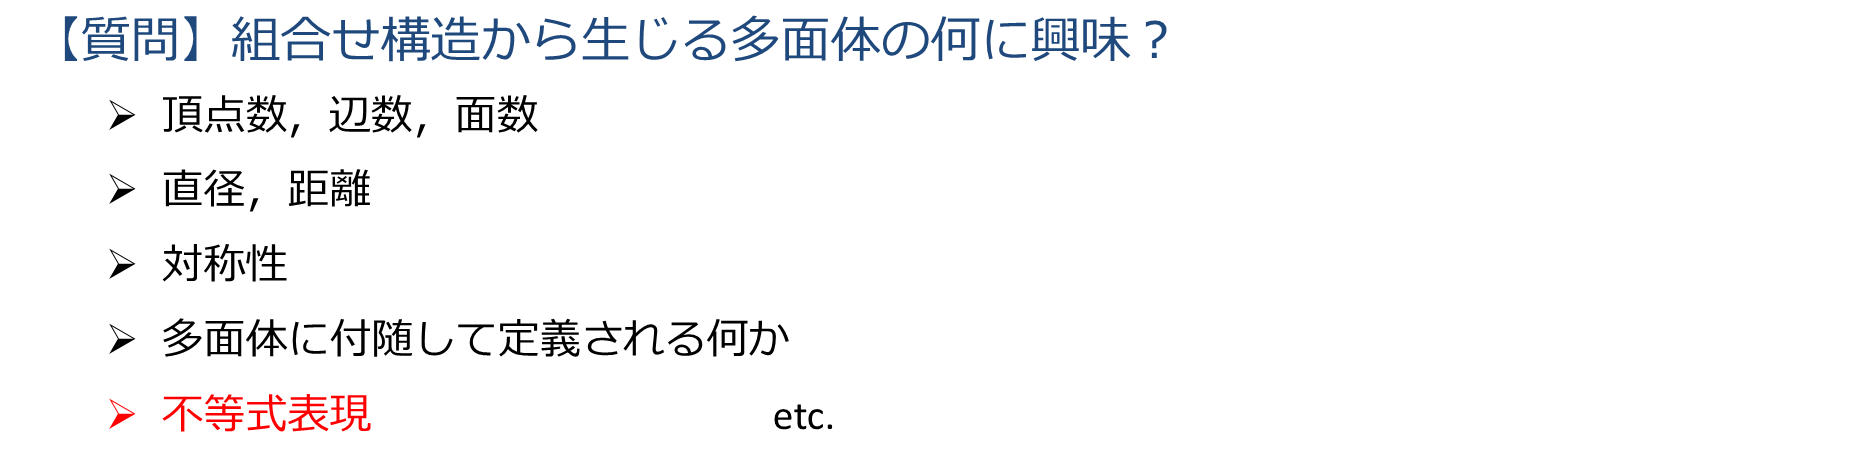 【質問】組合せ構造から生じる多面体の何に興味？
➢ 頂点数，辺数，面数
➢ 直径，距離
➢ 対称性
➢ 多面体に付随して定義される何か
➢ 不等式表現 etc.